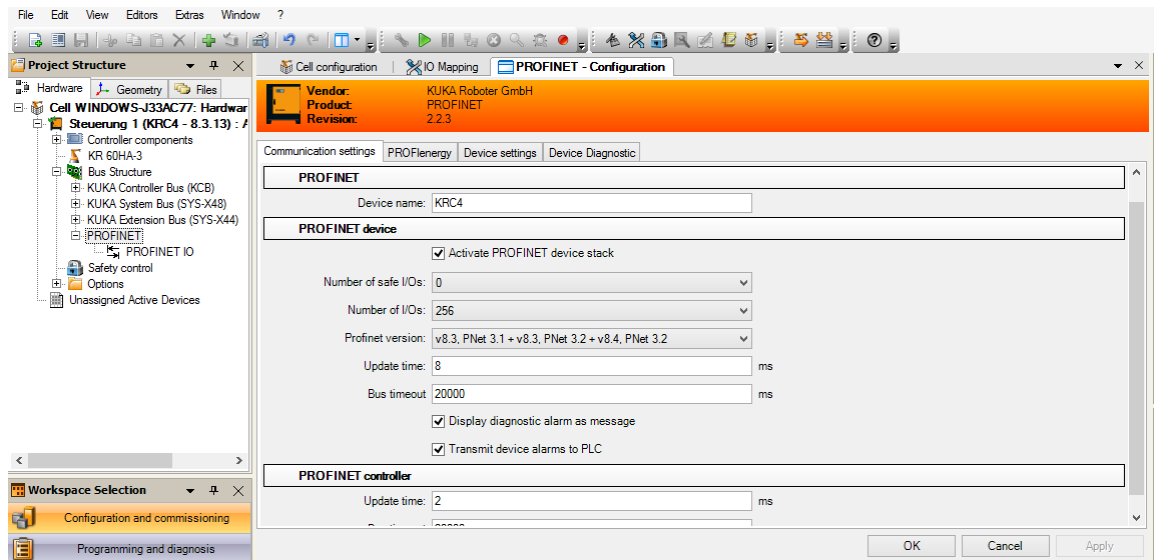 File Edit View Editors Extras Window ?
Project Structure
Hardware Geometry Files
Cell WINDOWS-J33AC77: Hardwar
Steuerung 1 (KRC4 - 8.3.13) :
Controller components
KR 60HA-3
Bus Structure
KUKA Controller Bus (KCB)
KUKA System Bus (SYS-X48)
KUKA Extension Bus (SYS-X44)
PROFINET
PROFINET IO
Safety control
Options
Unassigned Active Devices
Workspace Selection
Configuration and commissioning
Programming and diagnosis
Cell configuration IO Mapping PROFINET - Configuration
Vendor: KUKA Roboter GmbH
Product: PROFINET
Revision: 2.2.3
Communication settings PROFIenergy Device settings Device Diagnostic
PROFINET
Device name: KRC4
PROFINET device
Activate PROFINET device stack
Number of safe I/Os: 0
Number of I/Os: 256
Profinet version: v8.3, PNet 3.1 + v8.3, PNet 3.2 + v8.4, PNet 3.2
Update time: 8 ms
Bus timeout 20000 ms
Display diagnostic alarm as message
Transmit device alarms to PLC
PROFINET controller
Update time: 2 ms
OK Cancel Apply